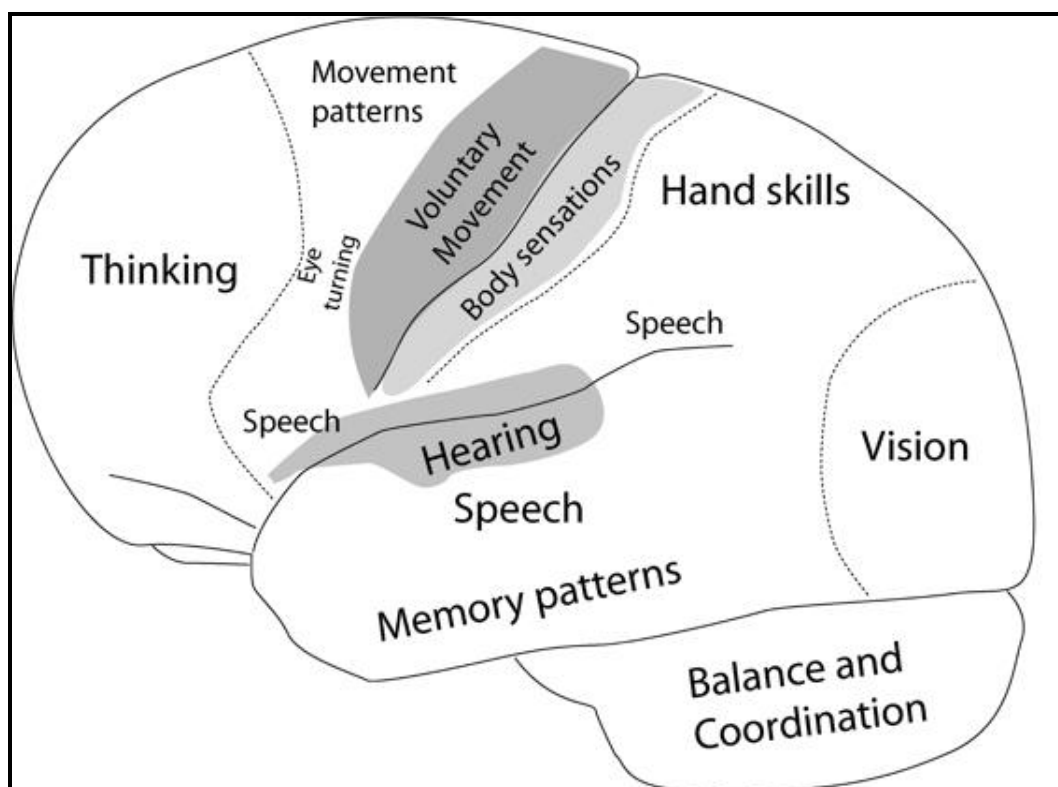 Movement
patterns
Voluntary
Movement
Body sensations
Hand skills
Thinking
Eye
turning
Speech
Speech
Hearing
Vision
Speech
Memory patterns
Balance and
Coordination